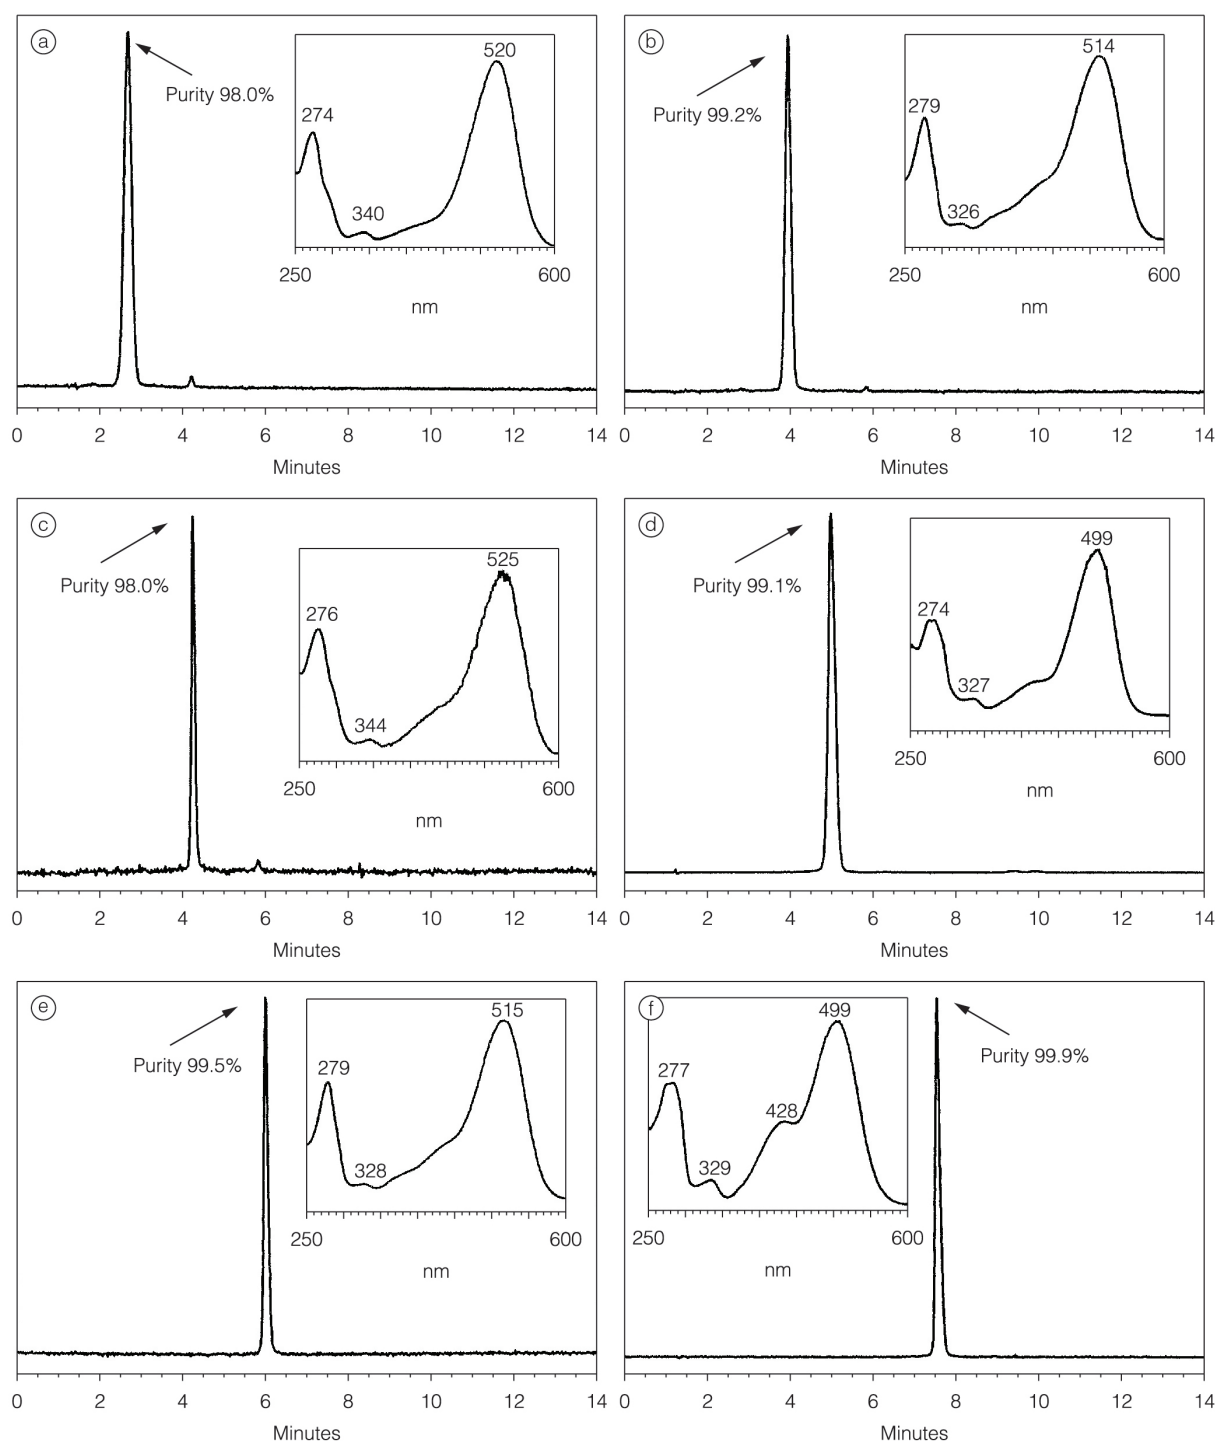 a
Purity 98.0%
274
340
520
250
600
nm
0 2 4 6 8 10 12 14
Minutes
b
Purity 99.2%
279
326
514
250
600
nm
0 2 4 6 8 10 12 14
Minutes
c
Purity 98.0%
276
344
525
250
600
nm
0 2 4 6 8 10 12 14
Minutes
d
Purity 99.1%
274
327
499
250
600
nm
0 2 4 6 8 10 12 14
Minutes
e
Purity 99.5%
279
328
515
250
600
nm
0 2 4 6 8 10 12 14
Minutes
f
277
329
428
499
Purity 99.9%
250
600
nm
0 2 4 6 8 10 12 14
Minutes